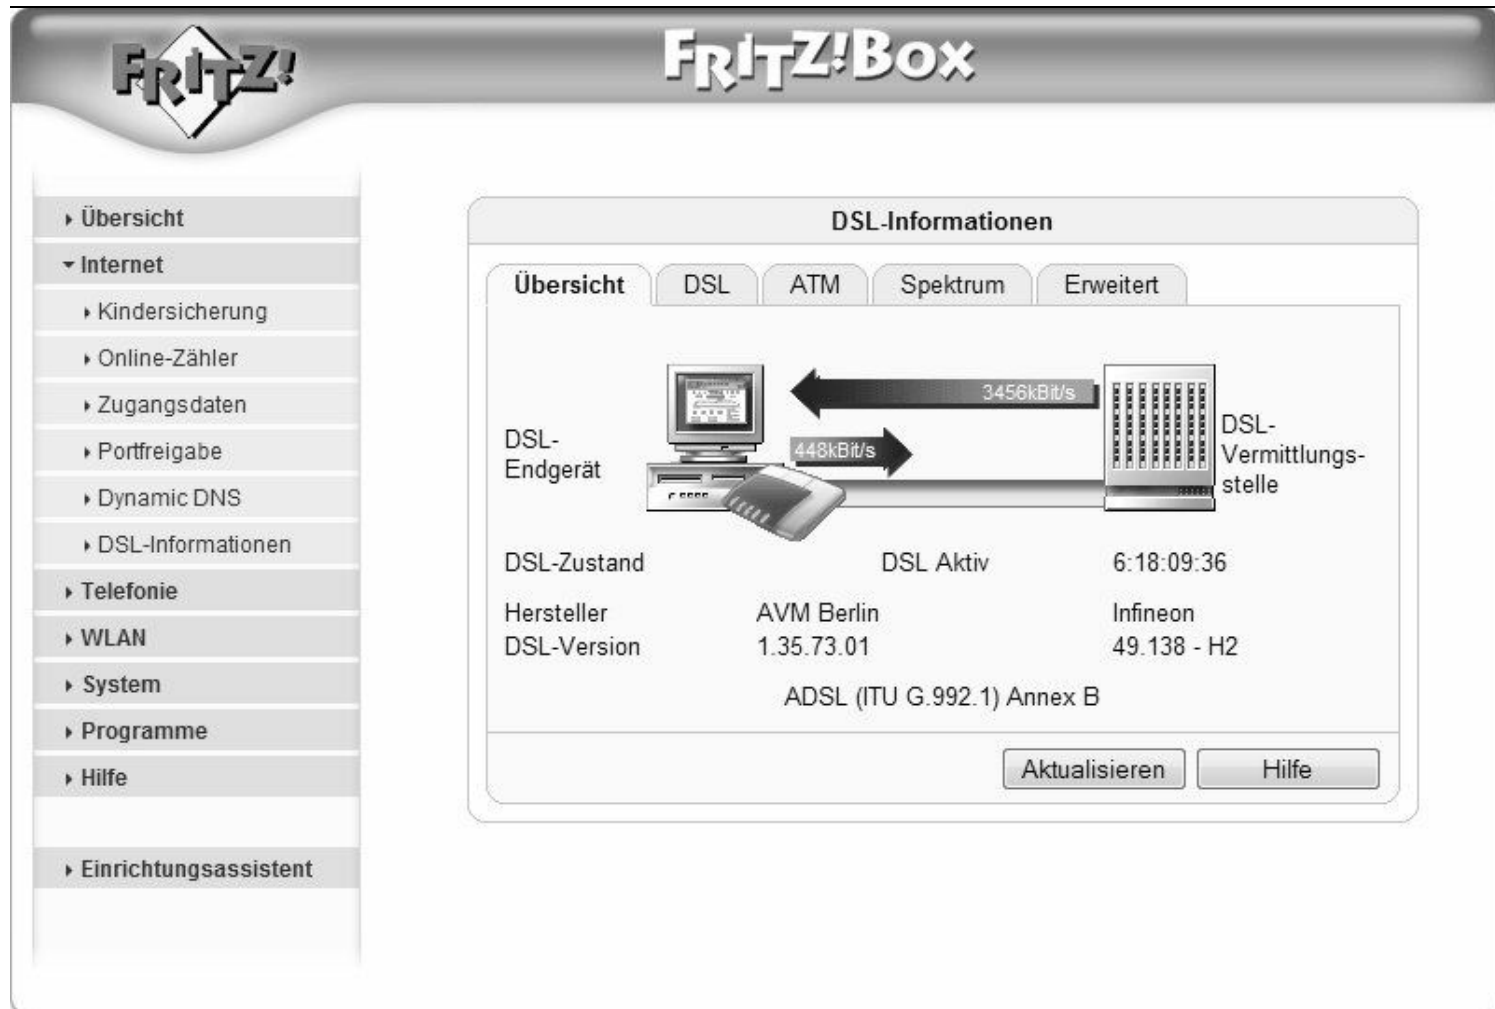 FRITZ!
FRITZ!BOX
Übersicht
Internet
Kindersicherung
Online-Zähler
Zugangsdaten
Portfreigabe
Dynamic DNS
DSL-Informationen
Telefonie
WLAN
System
Programme
Hilfe
Einrichtungsassistent
DSL-Informationen
Übersicht
DSL
ATM
Spektrum
Erweitert
3456kBit/s
448kBit/s
DSL-
Endgerät
DSL-
Vermittlungs-
stelle
DSL-Zustand DSL Aktiv 6:18:09:36
Hersteller AVM Berlin Infineon
DSL-Version 1.35.73.01 49.138 - H2
ADSL (ITU G.992.1) Annex B
Aktualisieren
Hilfe